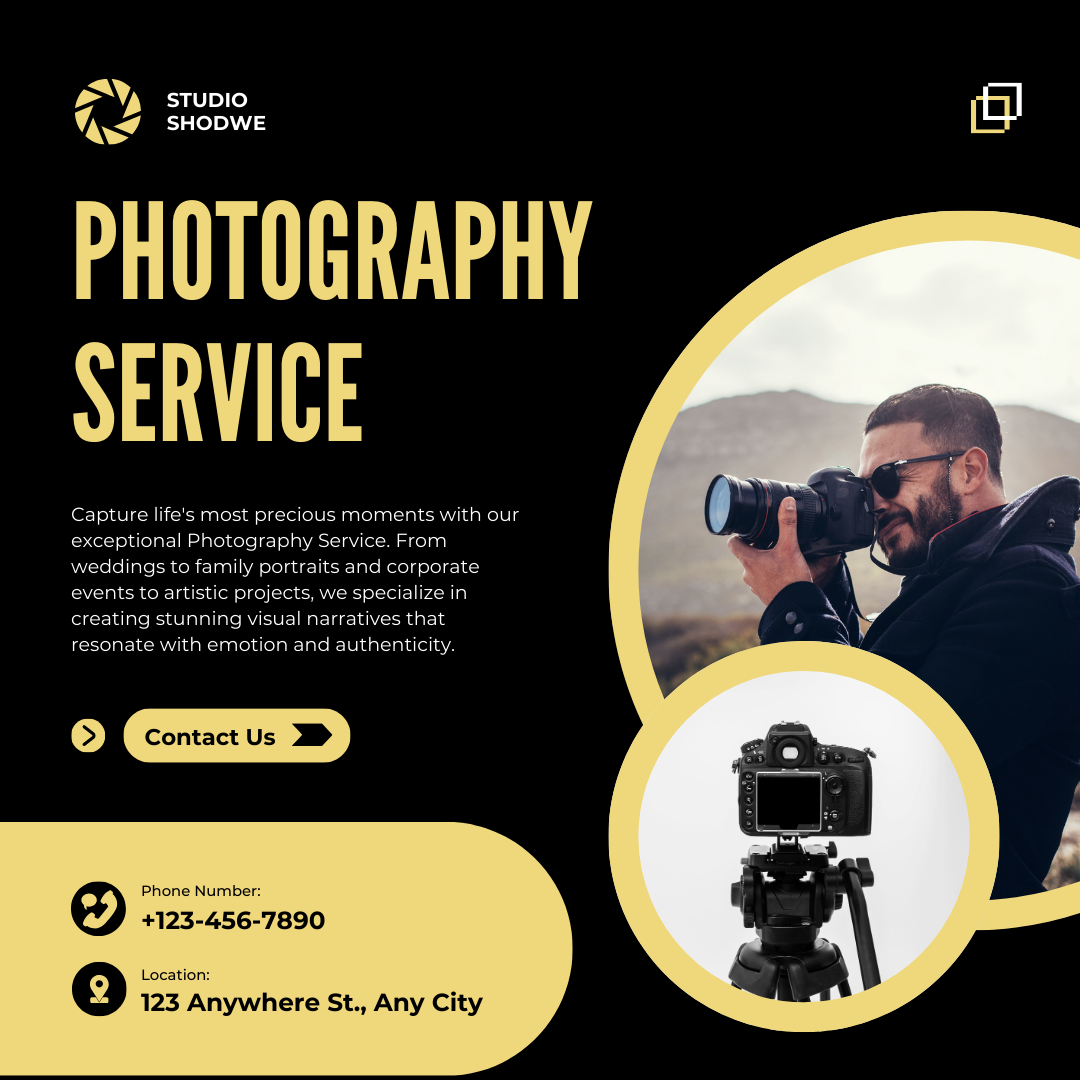 STUDIO
SHODWE
PHOTOGRAPHY
SERVICE
Capture life's most precious moments with our
exceptional Photography Service. From
weddings to family portraits and corporate
events to artistic projects, we specialize in
creating stunning visual narratives that
resonate with emotion and authenticity.
Contact Us
Phone Number:
+123-456-7890
Location:
123 Anywhere St., Any City